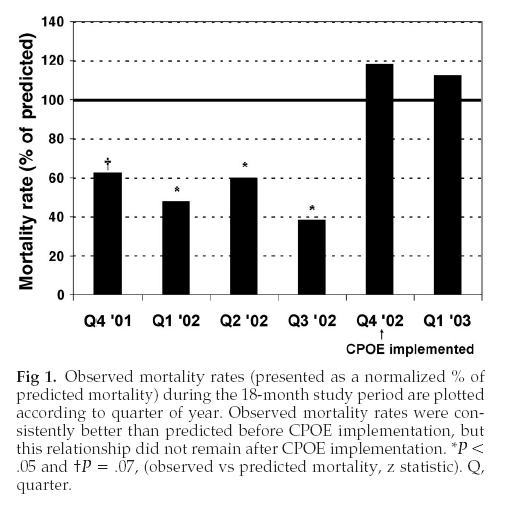 140
120
100
80
60
40
20
0
Mortality rate (% of predicted)
†
*
*
*
Q4 '01 Q1 '02 Q2 '02 Q3 '02 Q4 '02 Q1 '03
↑
CPOE implemented
Fig 1. Observed mortality rates (presented as a normalized % of
predicted mortality) during the 18-month study period are plotted
according to quarter of year. Observed mortality rates were con-
sistently better than predicted before CPOE implementation, but
this relationship did not remain after CPOE implementation. *P <
.05 and †P = .07, (observed vs predicted mortality, z statistic). Q,
quarter.